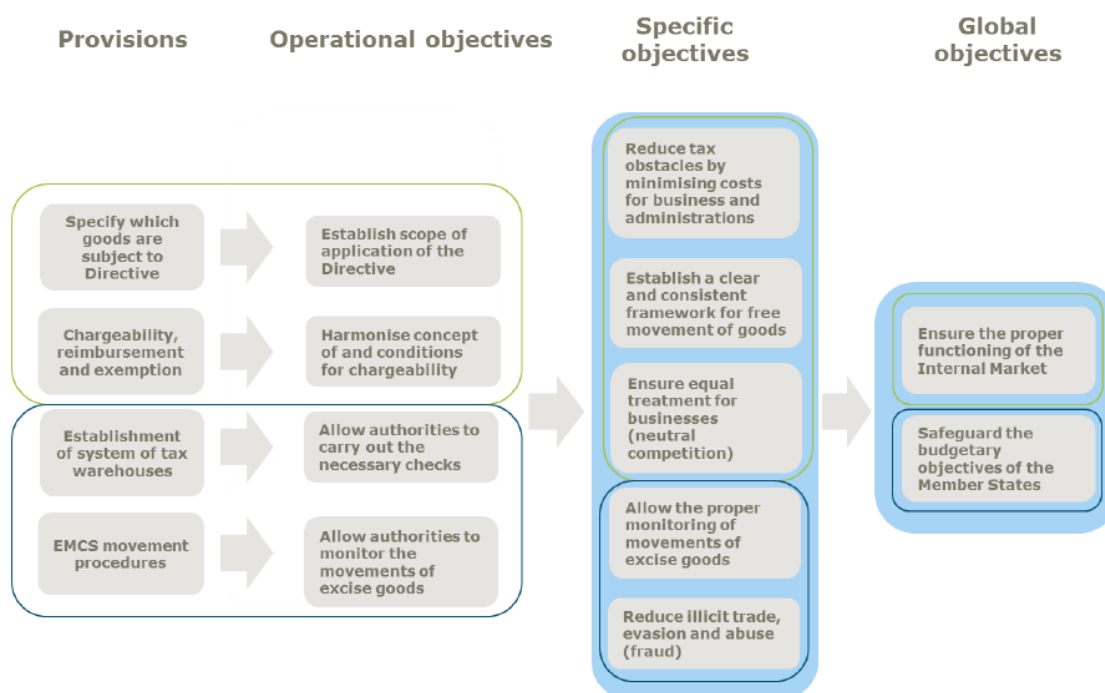 Provisions
Operational objectives
Specific
objectives
Global
objectives
Specify which
goods are
subject to
Directive
Chargeability,
reimbursement
and exemption
Establishment
of system of tax
warehouses
EMCS movement
procedures
Establish scope of
application of the
Directive
Harmonise concept
of and conditions
for chargeability
Allow authorities to
carry out the
necessary checks
Allow authorities to
monitor the
movements of
excise goods
Reduce tax
obstacles by
minimising costs
for business and
administrations
Establish a clear
and consistent
framework for free
movement of goods
Ensure equal
treatment for
businesses
(neutral
competition)
Allow the proper
monitoring of
movements of
excise goods
Reduce illicit trade,
evasion and abuse
(fraud)
Ensure the proper
functioning of the
Internal Market
Safeguard the
budgetary
objectives of the
Member States